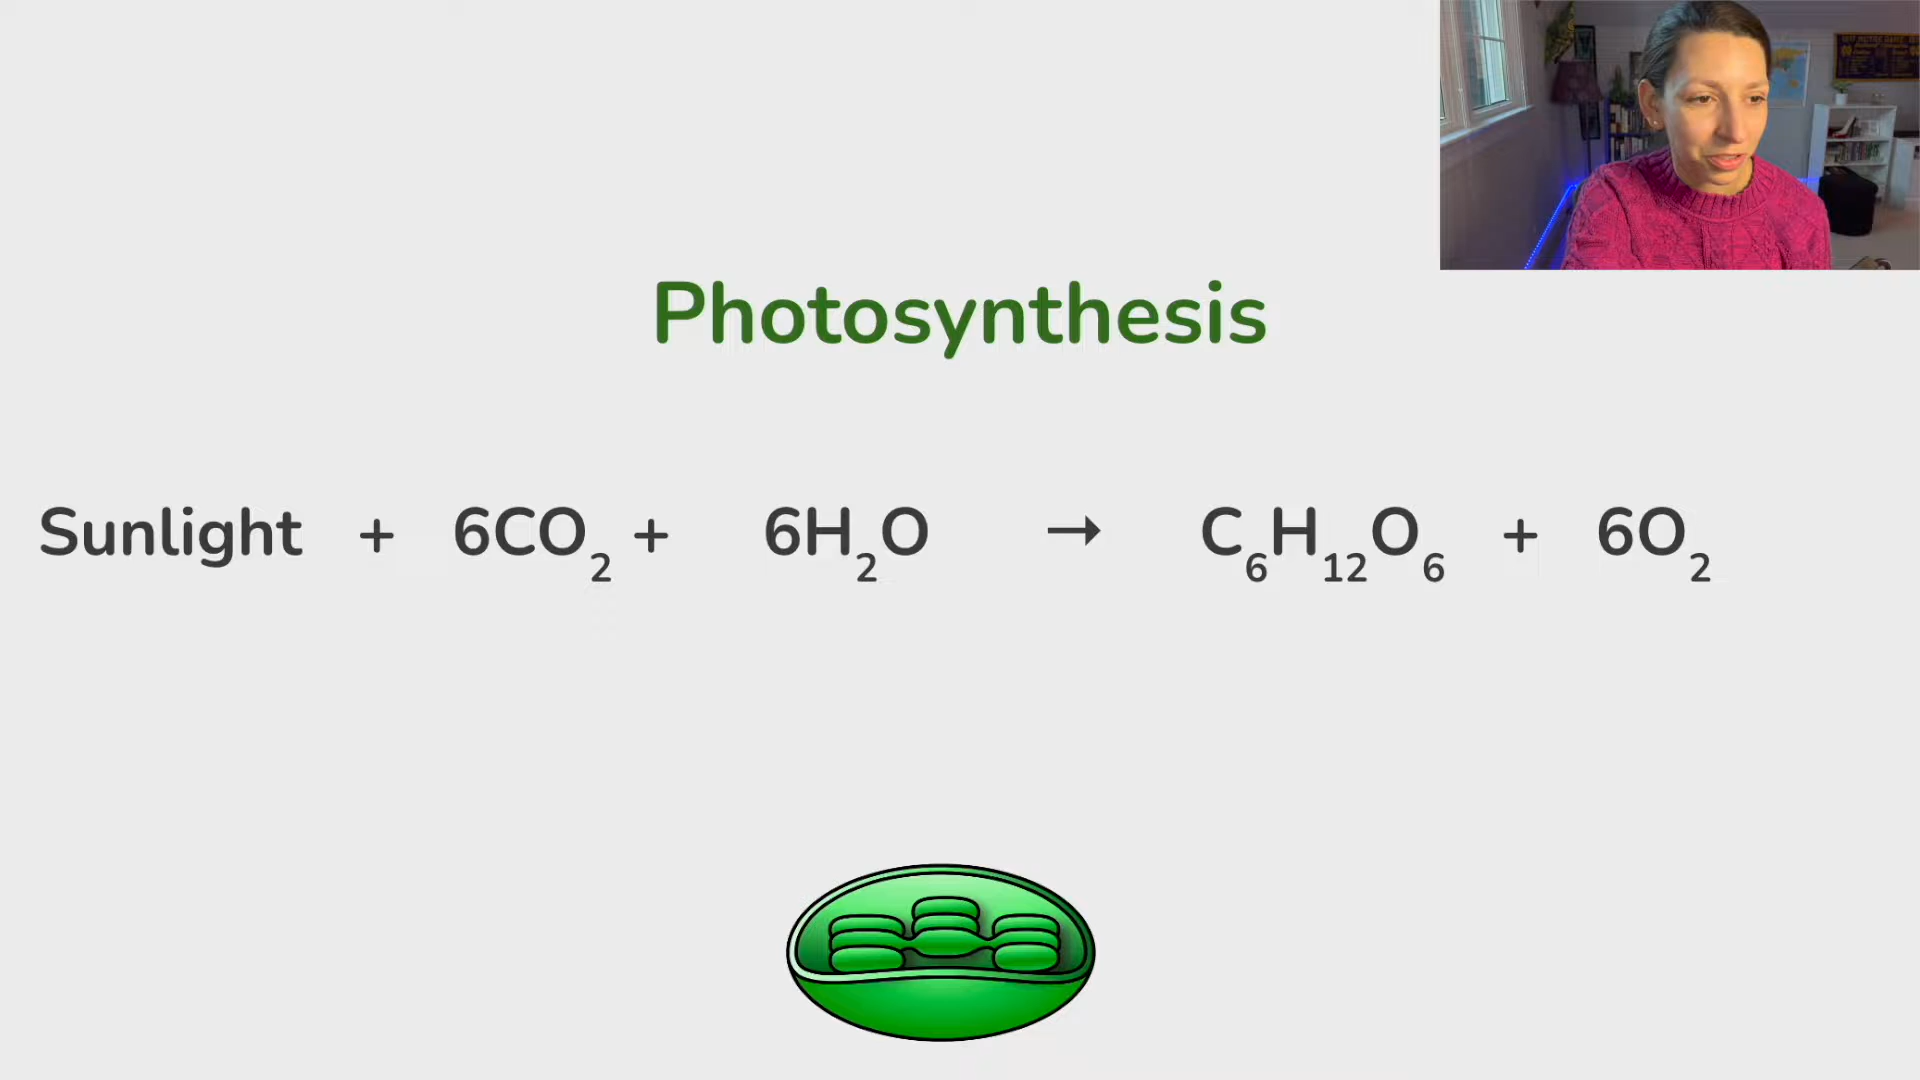 Photosynthesis
Sunlight + 6CO₂ + 6H₂O → C₆H₁₂O₆ + 6O₂